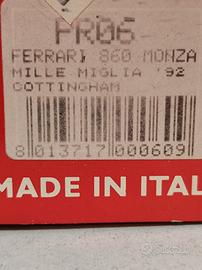 PR06
FERRARI 860 MONZA
MILLE MIGLIA '92
COTTINGHAM
8 013717 000609
MADE IN ITAL